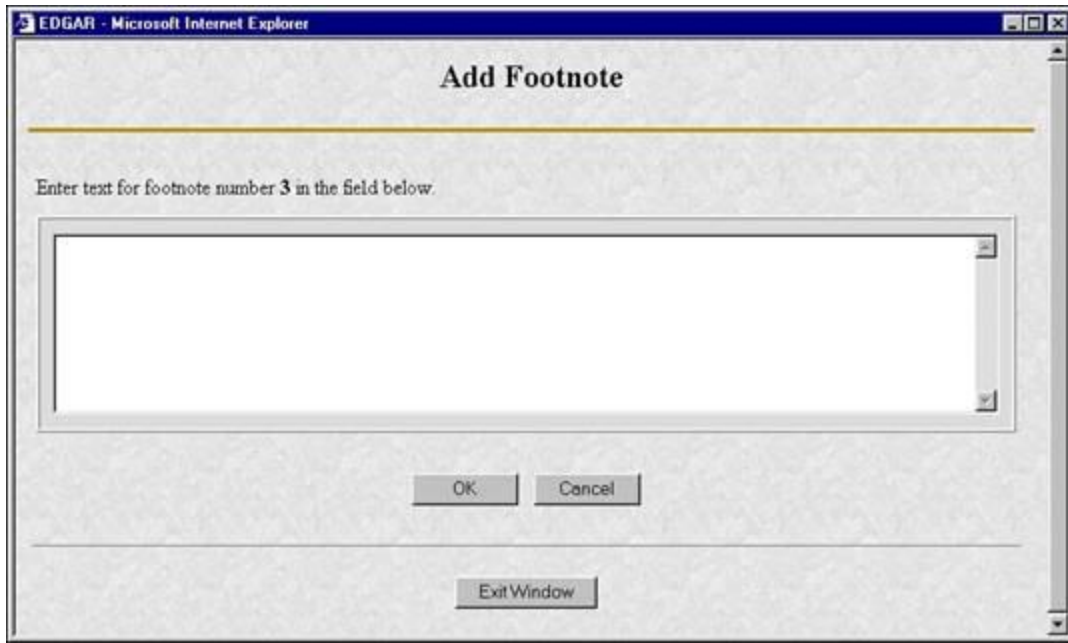 EDGAR - Microsoft Internet Explorer
Add Footnote
Enter text for footnote number 3 in the field below.
OK Cancel
Exit Window